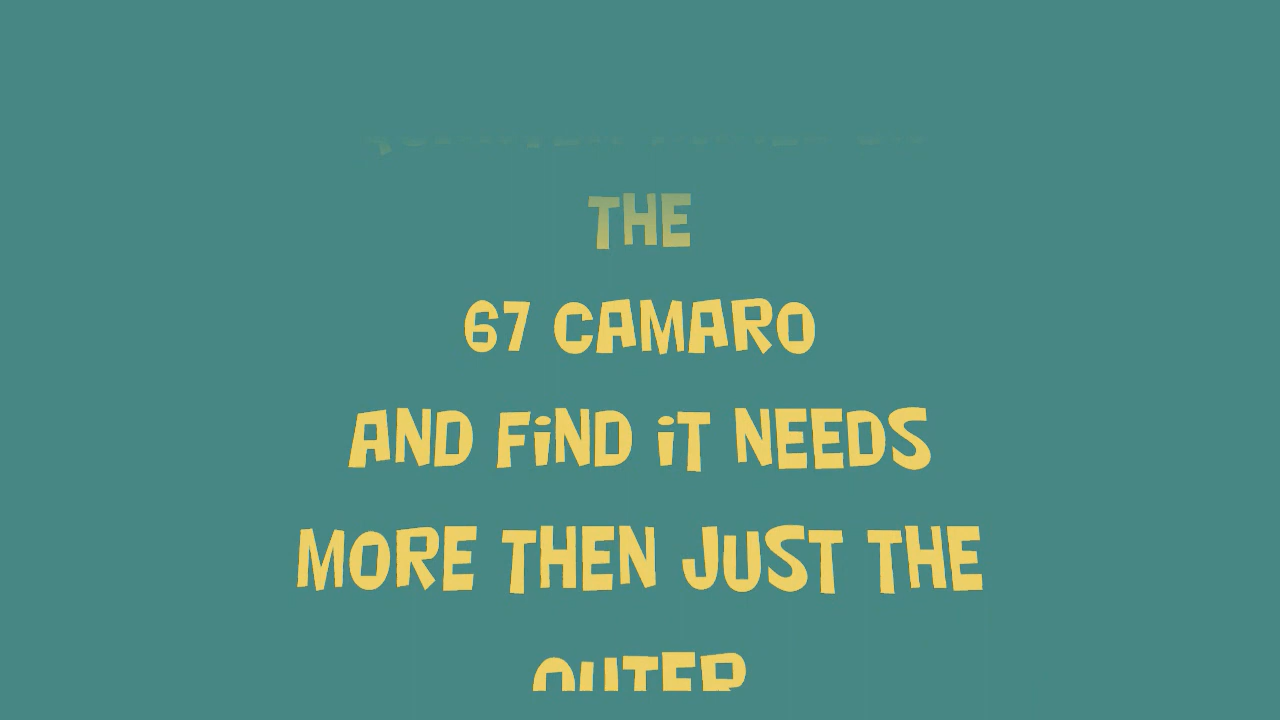 THE
67 CAMARO
AND FiND iT NEEDS
MORE THEN JUST THE
OUTER